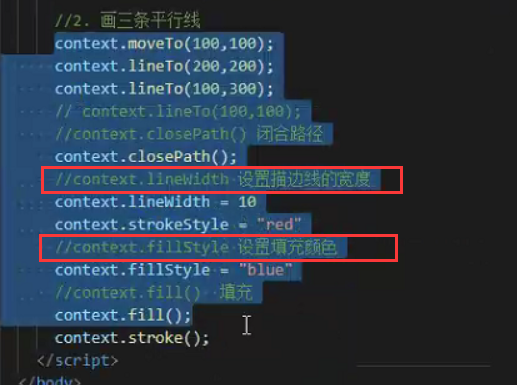 //2. 画三条平行线
context.moveTo(100,100);
context.lineTo(200,200);
context.lineTo(100,300);
// context.lineTo(100,100);
//context.closePath() 闭合路径
context.closePath();
//context.lineWidth 设置描边线的宽度
context.lineWidth = 10
context.strokeStyle = "red"
//context.fillStyle 设置填充颜色
context.fillStyle = "blue"
//context.fill() 填充
context.fill();
context.stroke();
</script>
</body>